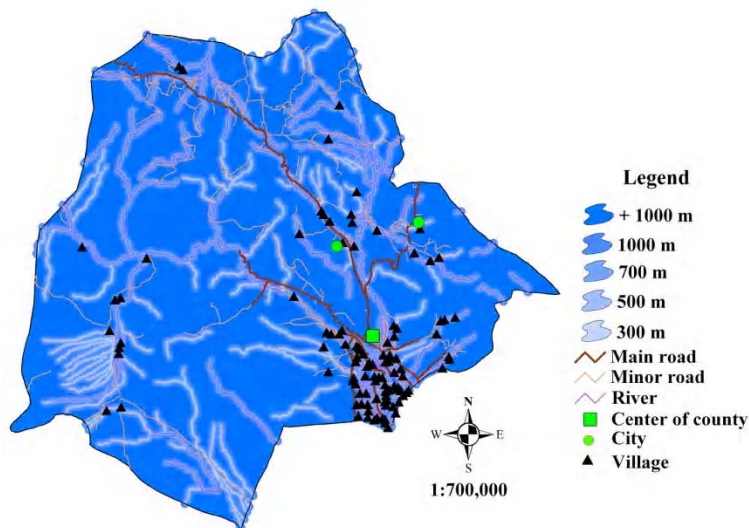 Legend
+ 1000 m
1000 m
700 m
500 m
300 m
Main road
Minor road
River
Center of county
City
Village
N
W E
S
1:700,000